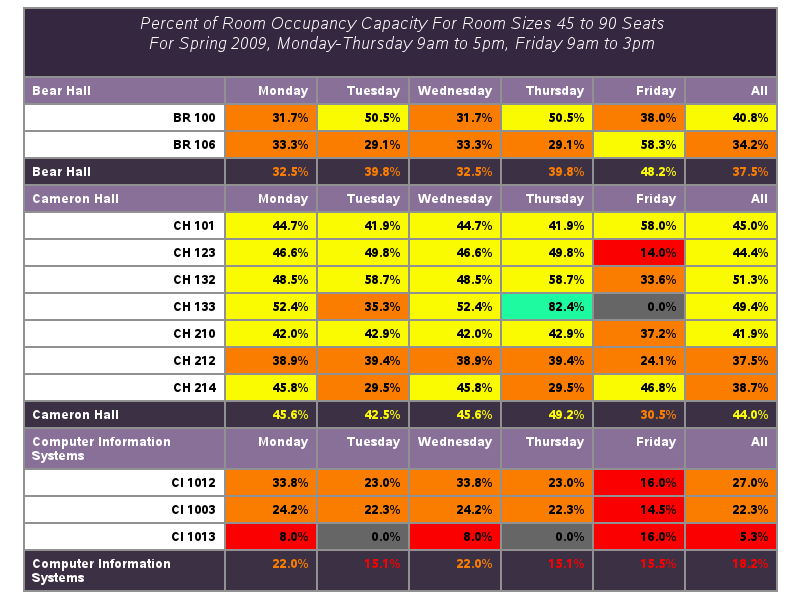 Percent of Room Occupancy Capacity For Room Sizes 45 to 90 Seats
For Spring 2009, Monday-Thursday 9am to 5pm, Friday 9am to 3pm
Bear Hall Monday Tuesday Wednesday Thursday Friday All
BR 100 31.7% 50.5% 31.7% 50.5% 38.0% 40.8%
BR 106 33.3% 29.1% 33.3% 29.1% 58.3% 34.2%
Bear Hall 32.5% 39.8% 32.5% 39.8% 48.2% 37.5%
Cameron Hall Monday Tuesday Wednesday Thursday Friday All
CH 101 44.7% 41.9% 44.7% 41.9% 58.0% 45.0%
CH 123 46.6% 49.8% 46.6% 49.8% 14.0% 44.4%
CH 132 48.5% 58.7% 48.5% 58.7% 33.6% 51.3%
CH 133 52.4% 35.3% 52.4% 82.4% 0.0% 49.4%
CH 210 42.0% 42.9% 42.0% 42.9% 37.2% 41.9%
CH 212 38.9% 39.4% 38.9% 39.4% 24.1% 37.5%
CH 214 45.8% 29.5% 45.8% 29.5% 46.8% 38.7%
Cameron Hall 45.6% 42.5% 45.6% 49.2% 30.5% 44.0%
Computer Information Monday Tuesday Wednesday Thursday Friday All
Systems
CI 1012 33.8% 23.0% 33.8% 23.0% 16.0% 27.0%
CI 1003 24.2% 22.3% 24.2% 22.3% 14.5% 22.3%
CI 1013 8.0% 0.0% 8.0% 0.0% 16.0% 5.3%
Computer Information 22.0% 15.1% 22.0% 15.1% 15.5% 18.2%
Systems